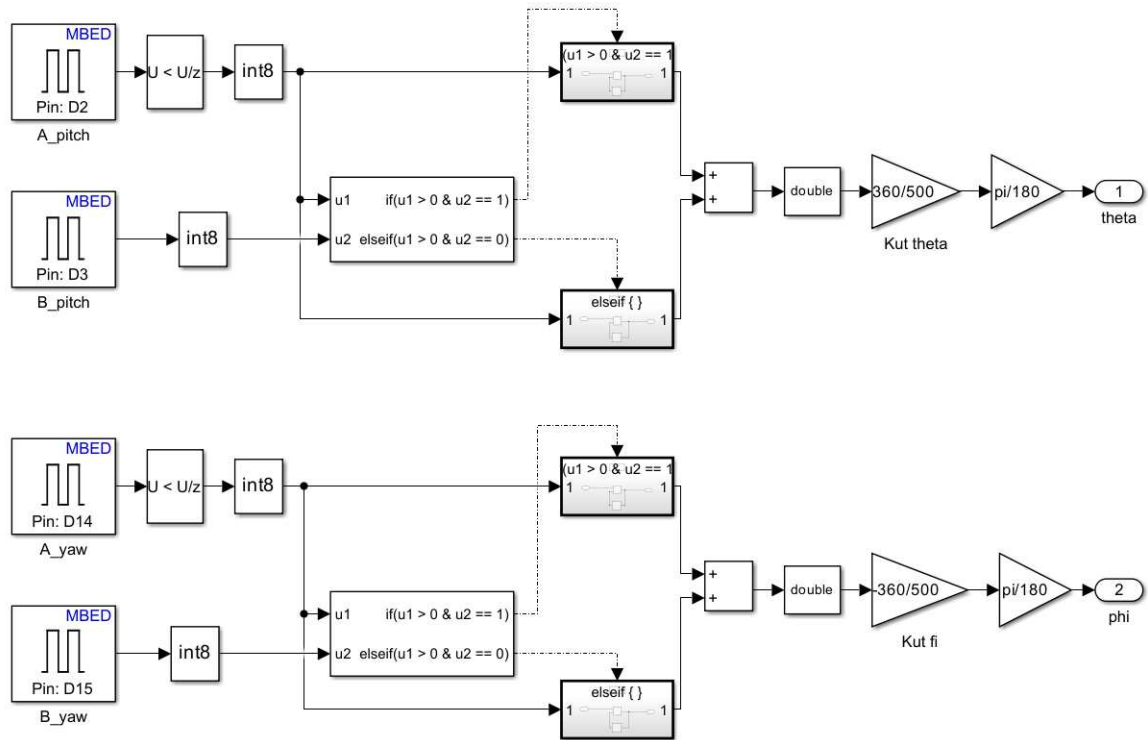 MBED
Pin: D2
A_pitch
U < U/z
int8
MBED
Pin: D3
B_pitch
int8
u1 if(u1 > 0 & u2 == 1)
u2 elseif(u1 > 0 & u2 == 0)
(u1 > 0 & u2 == 1
1 1
elseif { }
1 1
+
+
double
360/500
Kut theta
pi/180
1
theta
MBED
Pin: D14
A_yaw
U < U/z
int8
MBED
Pin: D15
B_yaw
int8
u1 if(u1 > 0 & u2 == 1)
u2 elseif(u1 > 0 & u2 == 0)
(u1 > 0 & u2 == 1
1 1
elseif { }
1 1
+
+
double
-360/500
Kut fi
pi/180
2
phi